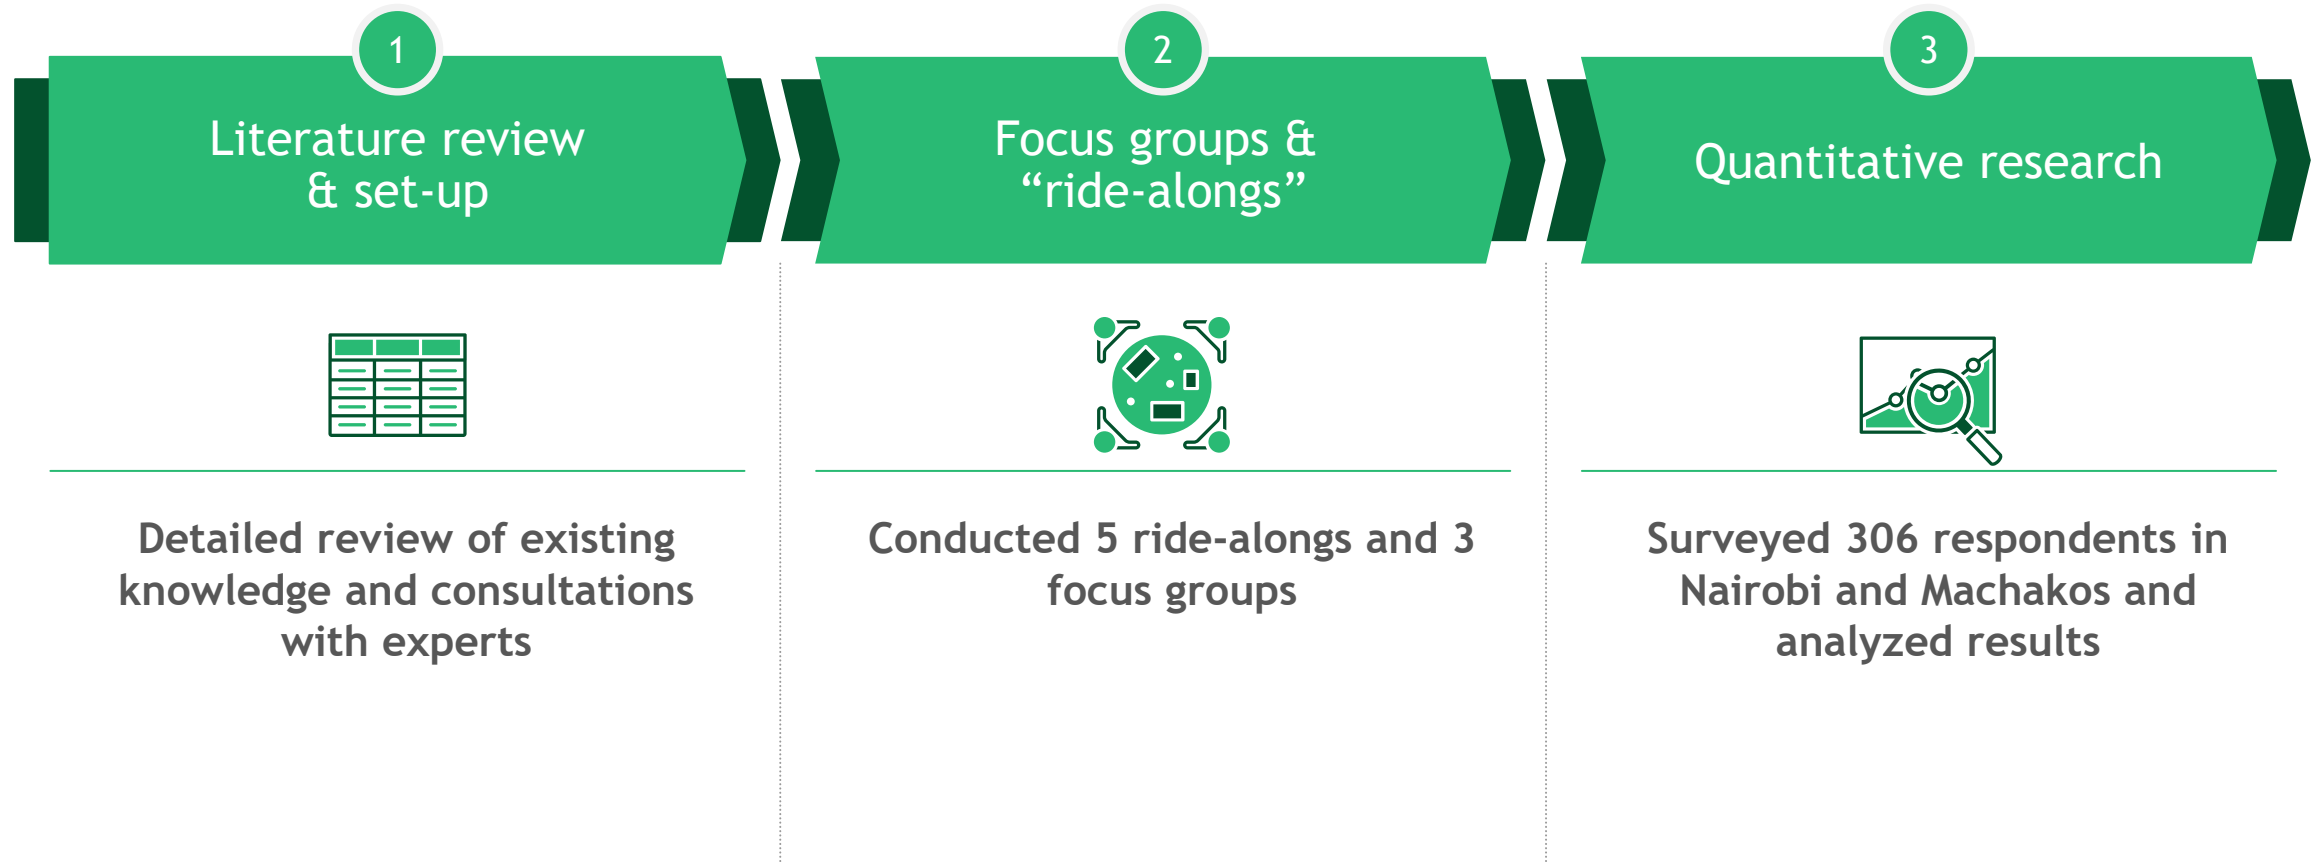 1
Literature review
& set-up
Detailed review of existing
knowledge and consultations
with experts
2
Focus groups &
“ride-alongs”
Conducted 5 ride-alongs and 3
focus groups
3
Quantitative research
Surveyed 306 respondents in
Nairobi and Machakos and
analyzed results